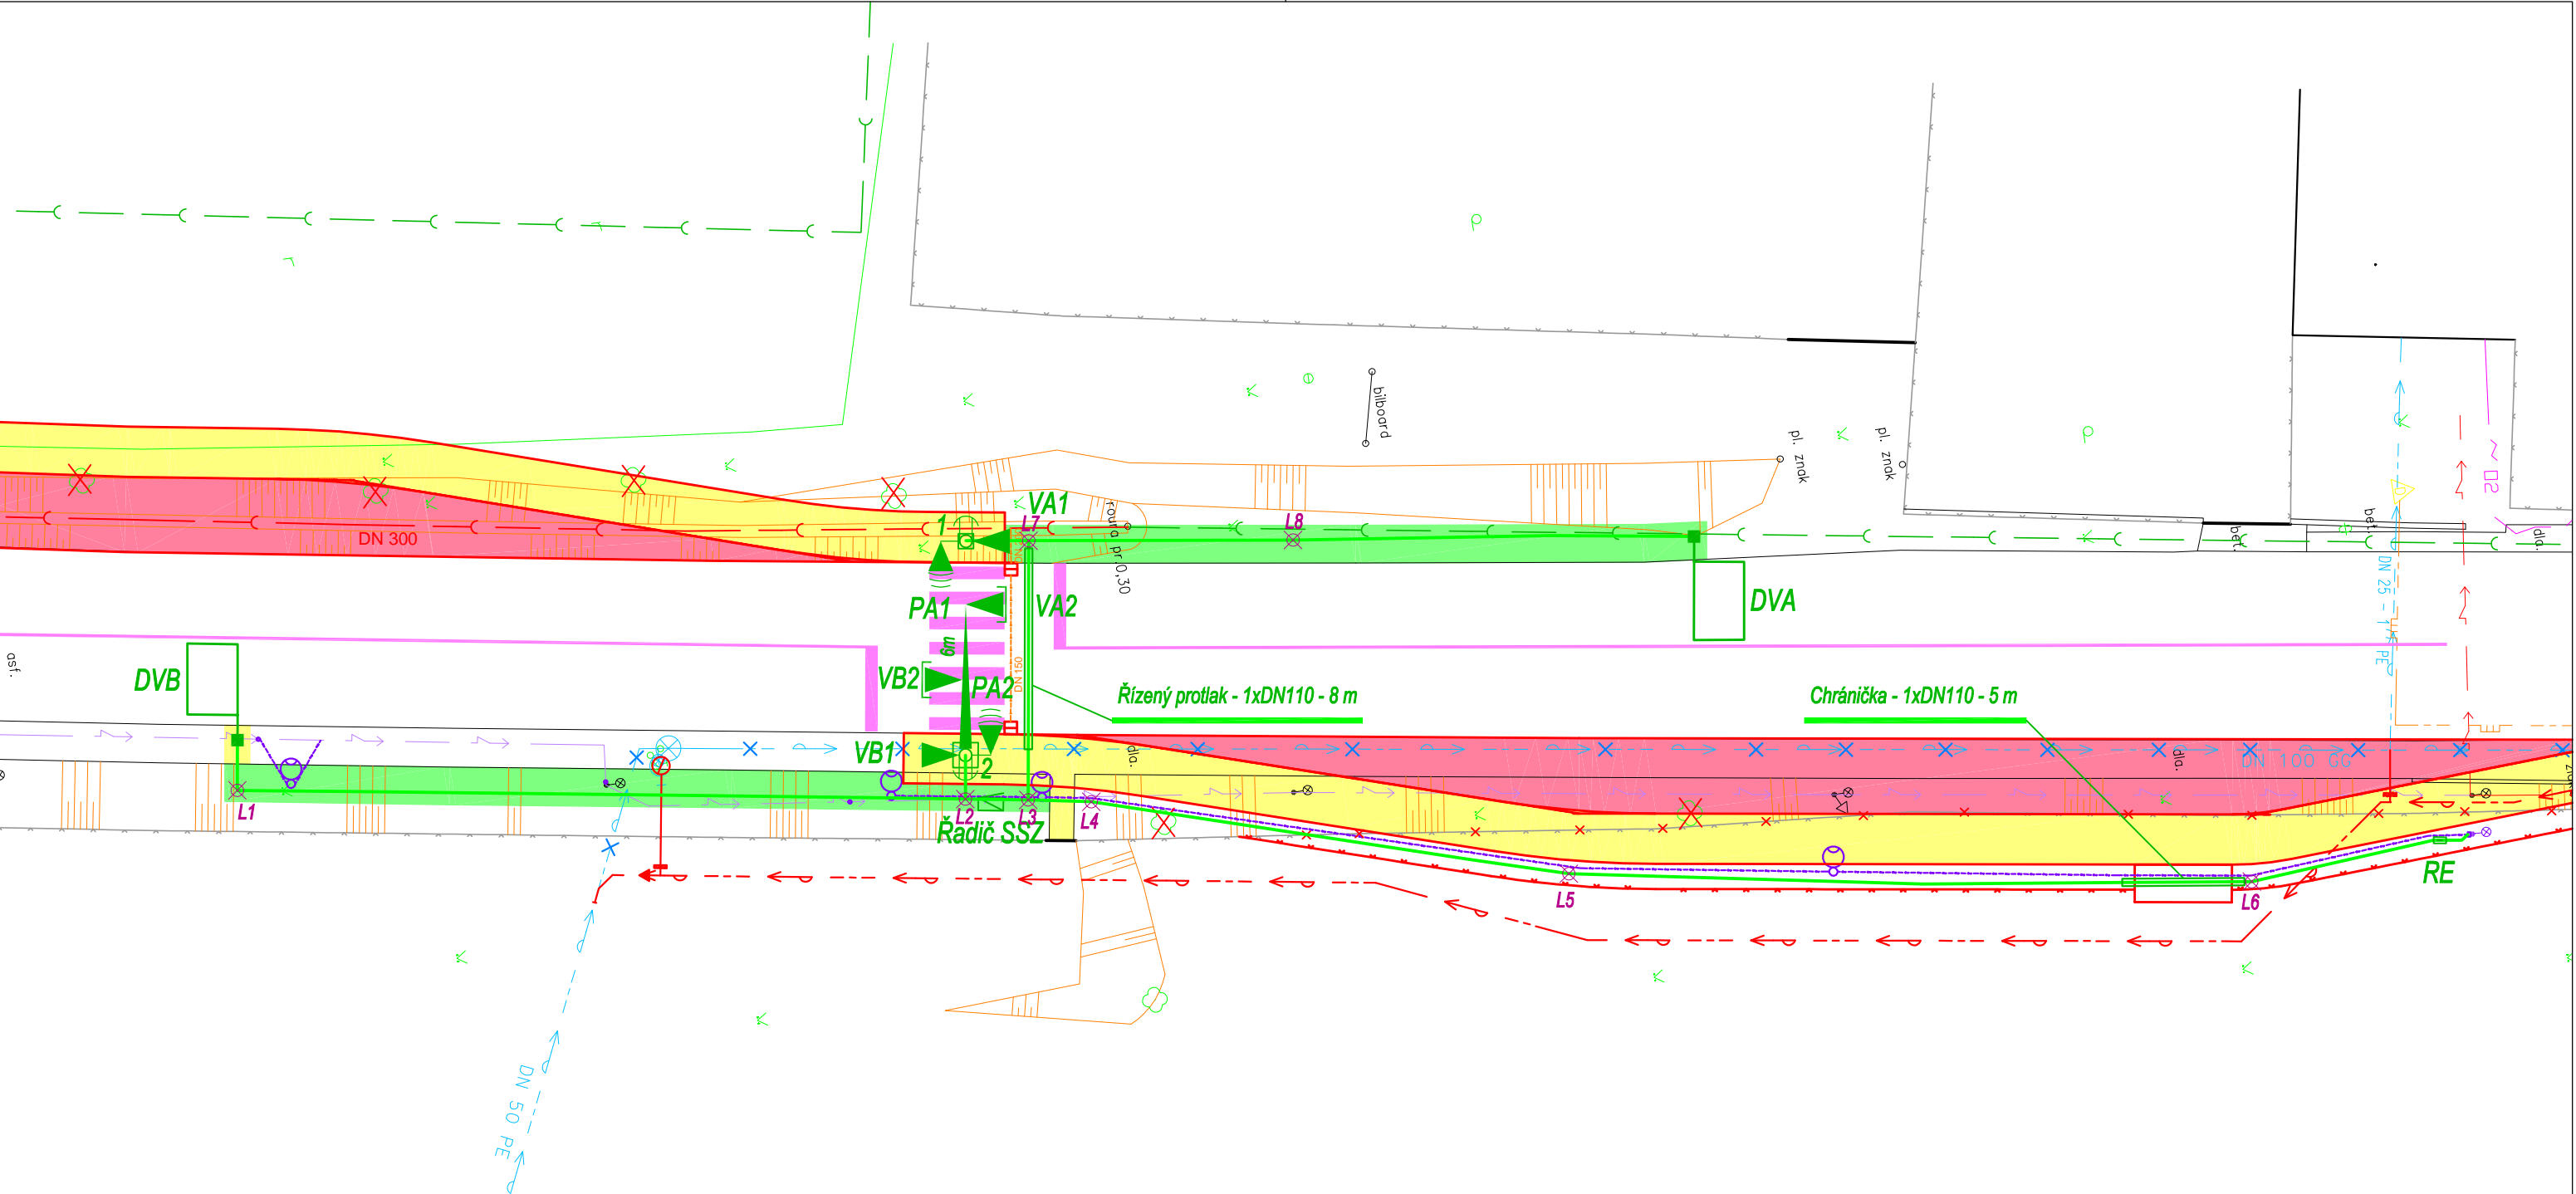 bilboard
pl. znak
pl. znak
02
VA1
1
L7
L8
DN 300
roura pr.0,30
bet.
bet.
dla.
DN 25 - 1
PE
PA1
VA2
DVA
6m
asf.
DVB
VB2
PA2
DN 150
Řízený protlak - 1xDN110 - 8 m
Chránička - 1xDN110 - 5 m
VB1
2
dla.
dla.
DN 100
L1
L2
L3
L4
Řadič SSZ
L5
L6
RE
DN 50 PE